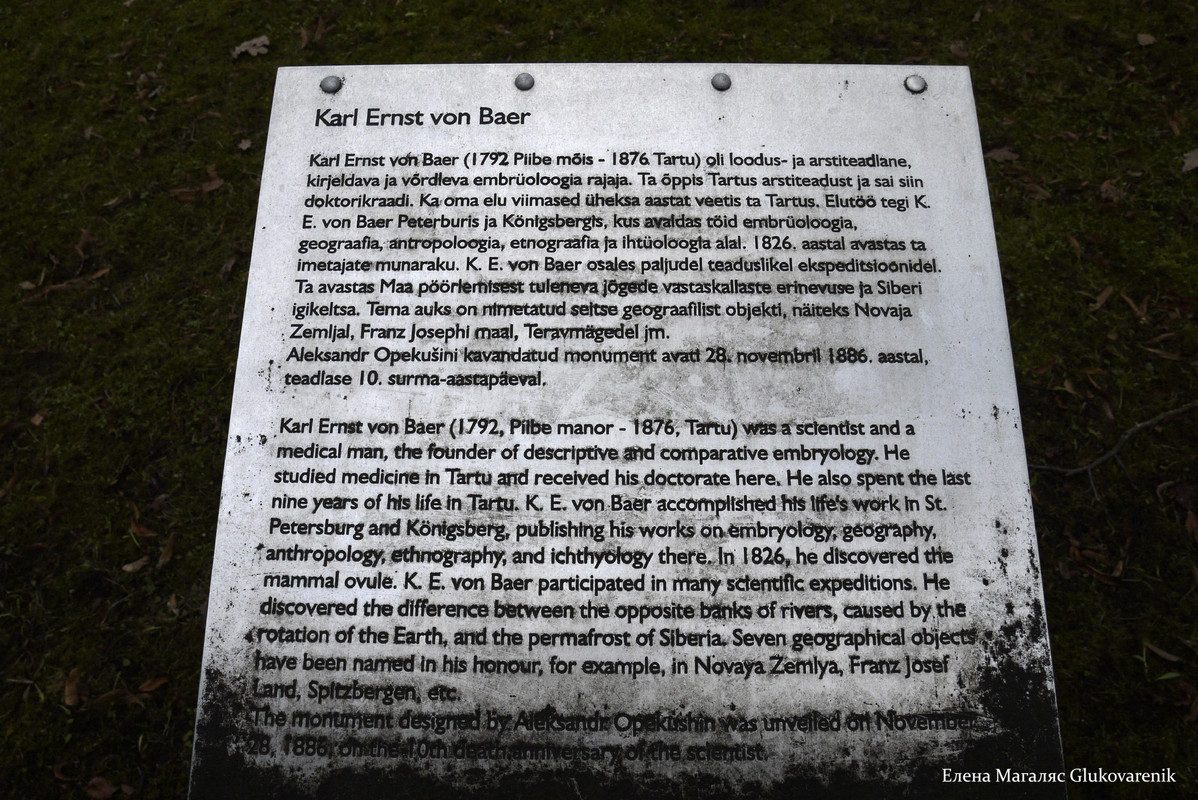 Karl Ernst von Baer
Karl Ernst von Baer (1792 Piibe mõis - 1876 Tartu) oli loodus- ja arstiteadlane,
kirjeldava ja võrdleva embrüoloogia rajaja. Ta õppis Tartus arstiteadust ja sai siin
doktorikraadi. Ka oma elu viimased üheksa aastat veetis ta Tartus. Elutöö tegi K.
E. von Baer Peterburis ja Königsbergis, kus avaldas töid embrüoloogia,
geograafia, antropoloogia, etnograafia ja ihtüoloogia alal. 1826. aastal avastas ta
imetajate munaraku. K. E. von Baer osales paljudel teaduslikel ekspeditsioonidel.
Ta avastas Maa pöörlemisest tuleneva jõgede vastaskallaste erinevuse ja Siberi
igikeltsa. Tema auks on nimetatud seitse geograafilist objekti, näiteks Novaja
Zemljal, Franz Josephi maal, Teravmägedel jm.
Aleksandr Opekušini kavandatud monument avati 28. novembril 1886. aastal,
teadlase 10. surma-aastapäeval.
Karl Ernst von Baer (1792, Piibe manor - 1876, Tartu) was a scientist and a
medical man, the founder of descriptive and comparative embryology. He
studied medicine in Tartu and received his doctorate here. He also spent the last
nine years of his life in Tartu. K. E. von Baer accomplished his life's work in St.
Petersburg and Königsberg, publishing his works on embryology, geography,
anthropology, ethnography, and ichthyology there. In 1826, he discovered the
mammal ovule. K. E. von Baer participated in many scientific expeditions. He
discovered the difference between the opposite banks of rivers, caused by the
rotation of the Earth, and the permafrost of Siberia. Seven geographical objects
have been named in his honour, for example, in Novaya Zemlya, Franz Josef
Land, Spitzbergen, etc.
The monument designed by Aleksandr Opekushin was unveiled on November
28, 1886, on the 10th death anniversary of the scientist.
Елена Магаляс Glukovarenik